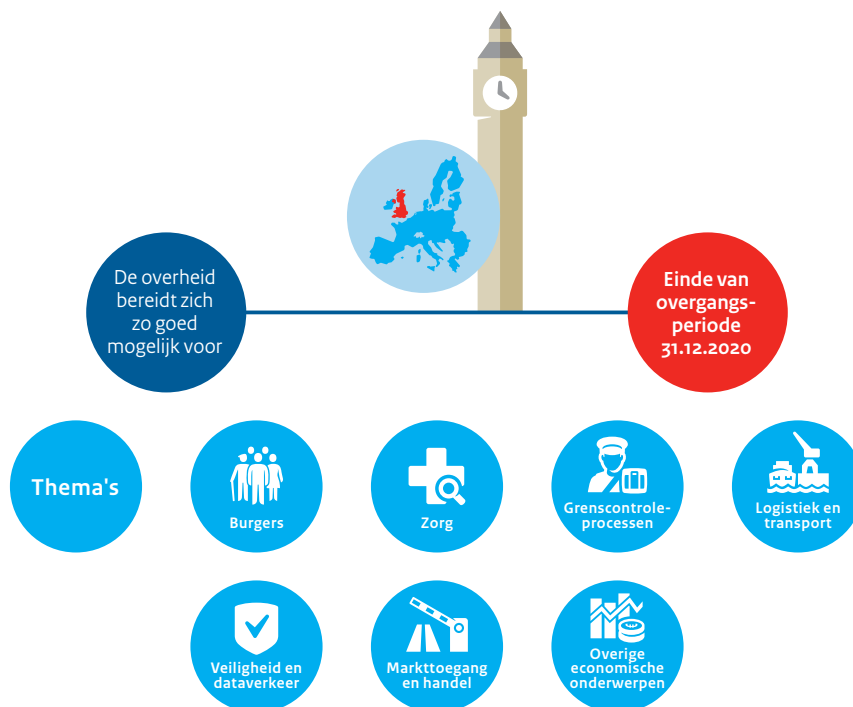 De overheid
bereidt zich
zo goed
mogelijk voor
Einde van
overgangs-
periode
31.12.2020
Thema's
Burgers
Zorg
Grenscontrole-
processen
Logistiek en
transport
Veiligheid en
dataverkeer
Markttoegang
en handel
Overige
economische
onderwerpen